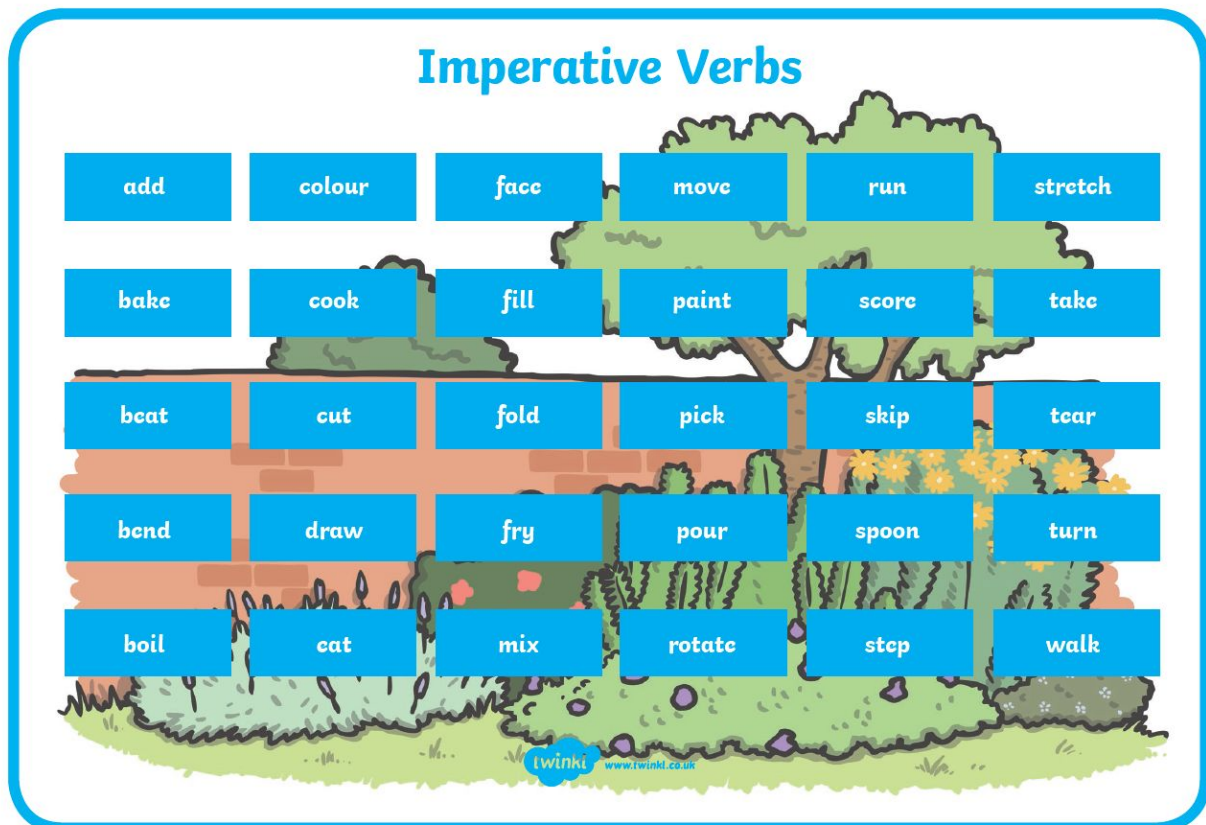 Imperative Verbs
add colour face move run stretch
bake cook fill paint score take
beat cut fold pick skip tear
bend draw fry pour spoon turn
boil eat mix rotate step walk
twinkl www.twinkl.co.uk